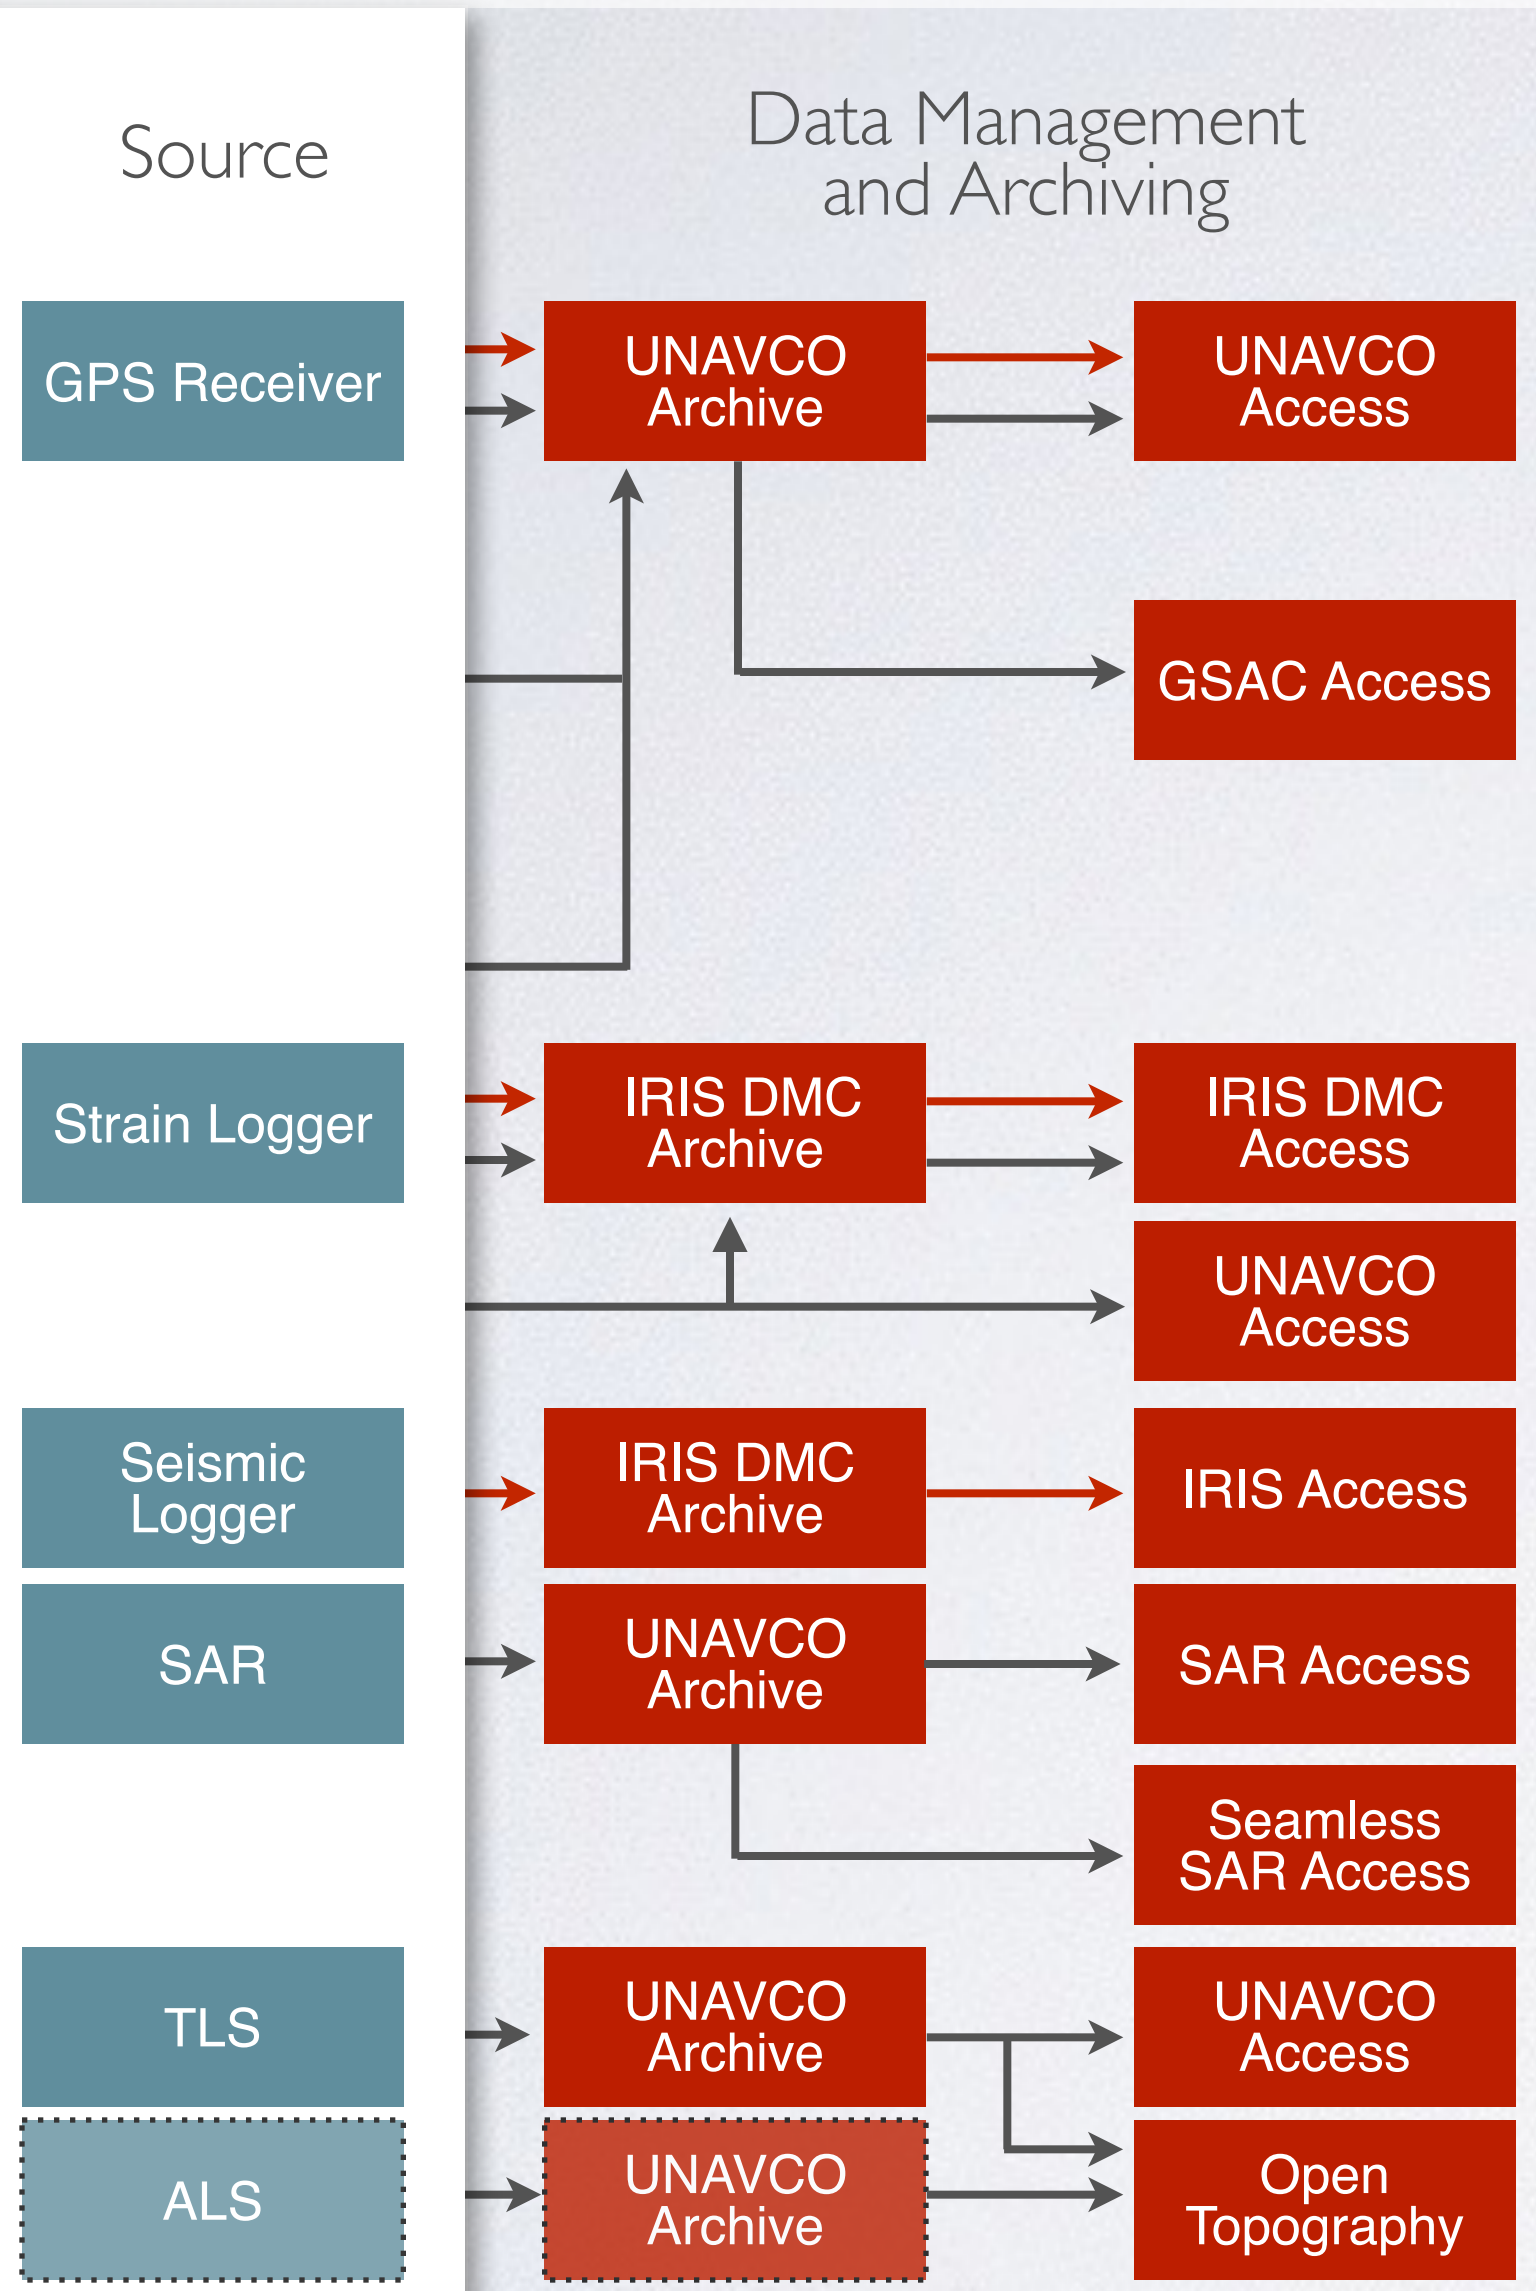 Source
Data Management
and Archiving
GPS Receiver
UNAVCO
Archive
UNAVCO
Access
GSAC Access
Strain Logger
IRIS DMC
Archive
IRIS DMC
Access
UNAVCO
Access
Seismic
Logger
IRIS DMC
Archive
IRIS Access
SAR
UNAVCO
Archive
SAR Access
Seamless
SAR Access
TLS
UNAVCO
Archive
UNAVCO
Access
ALS
UNAVCO
Archive
Open
Topography